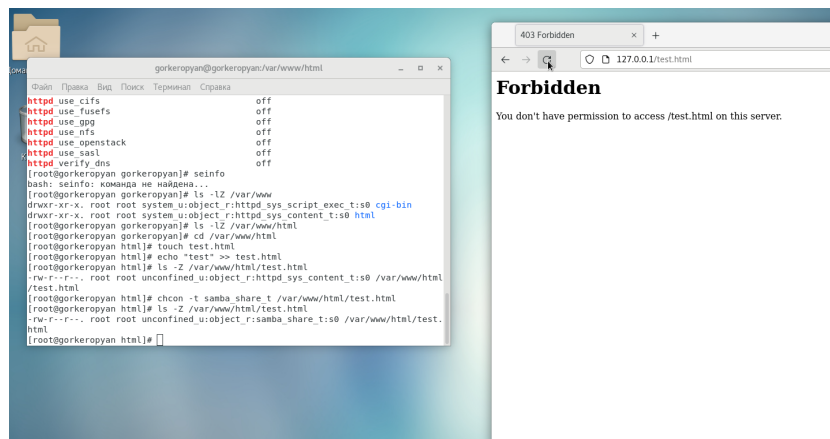 gorkeropyan@gorkeropyan:/var/www/html
Файл Правка Вид Поиск Терминал Справка
httpd_use_cifs off
httpd_use_fusefs off
httpd_use_gpg off
httpd_use_nfs off
httpd_use_openstack off
httpd_use_sasl off
httpd_verify_dns off
[root@gorkeropyan gorkeropyan]# seinfo
bash: seinfo: команда не найдена...
[root@gorkeropyan gorkeropyan]# ls -lZ /var/www
drwxr-xr-x. root root system_u:object_r:httpd_sys_script_exec_t:s0 cgi-bin
drwxr-xr-x. root root system_u:object_r:httpd_sys_content_t:s0 html
[root@gorkeropyan gorkeropyan]# ls -lZ /var/www/html
[root@gorkeropyan gorkeropyan]# cd /var/www/html
[root@gorkeropyan html]# touch test.html
[root@gorkeropyan html]# echo "test" >> test.html
[root@gorkeropyan html]# ls -Z /var/www/html/test.html
-rw-r--r--. root root unconfined_u:object_r:httpd_sys_content_t:s0 /var/www/html
/test.html
[root@gorkeropyan html]# chcon -t samba_share_t /var/www/html/test.html
[root@gorkeropyan html]# ls -Z /var/www/html/test.html
-rw-r--r--. root root unconfined_u:object_r:samba_share_t:s0 /var/www/html/test.
html
[root@gorkeropyan html]#
403 Forbidden
127.0.0.1/test.html
Forbidden
You don't have permission to access /test.html on this server.